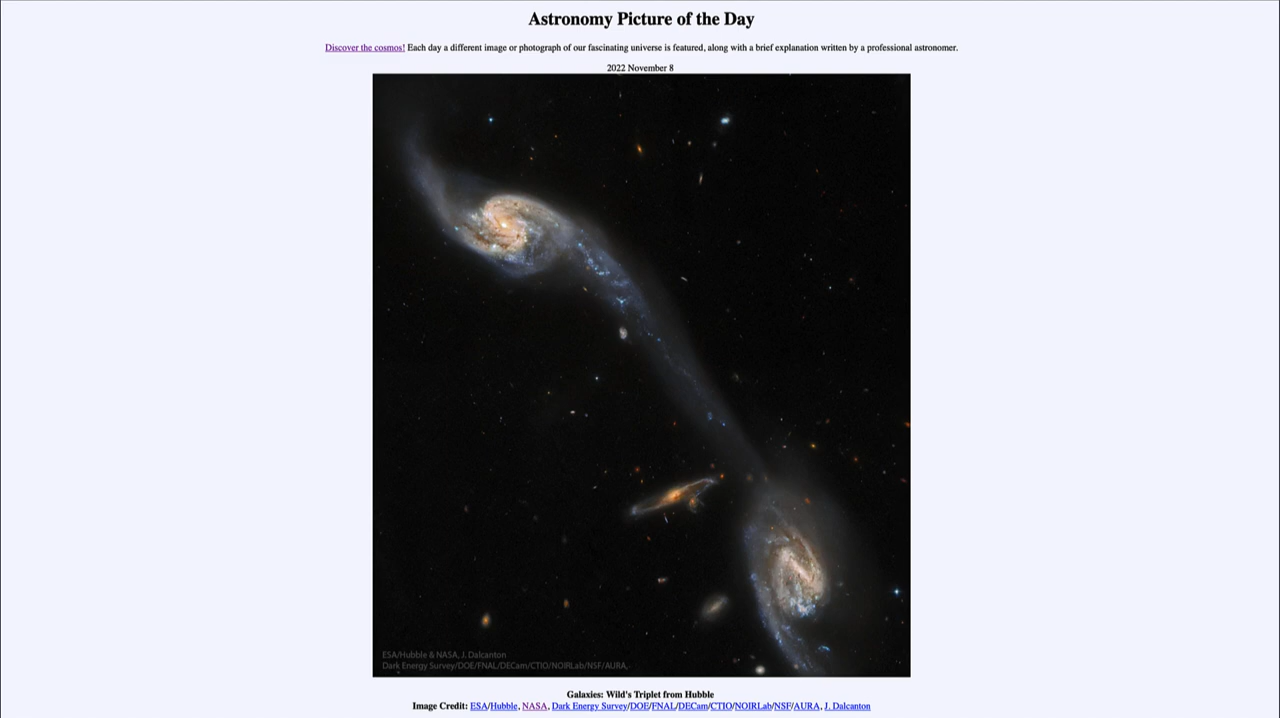 Astronomy Picture of the Day
Discover the cosmos! Each day a different image or photograph of our fascinating universe is featured, along with a brief explanation written by a professional astronomer.
2022 November 8
ESA/Hubble & NASA, J. Dalcanton
Dark Energy Survey/DOE/FNAL/DECam/CTIO/NOIRLab/NSF/AURA,
Galaxies: Wild's Triplet from Hubble
Image Credit: ESA/Hubble, NASA, Dark Energy Survey/DOE/FNAL/DECam/CTIO/NOIRLab/NSF/AURA, J. Dalcanton